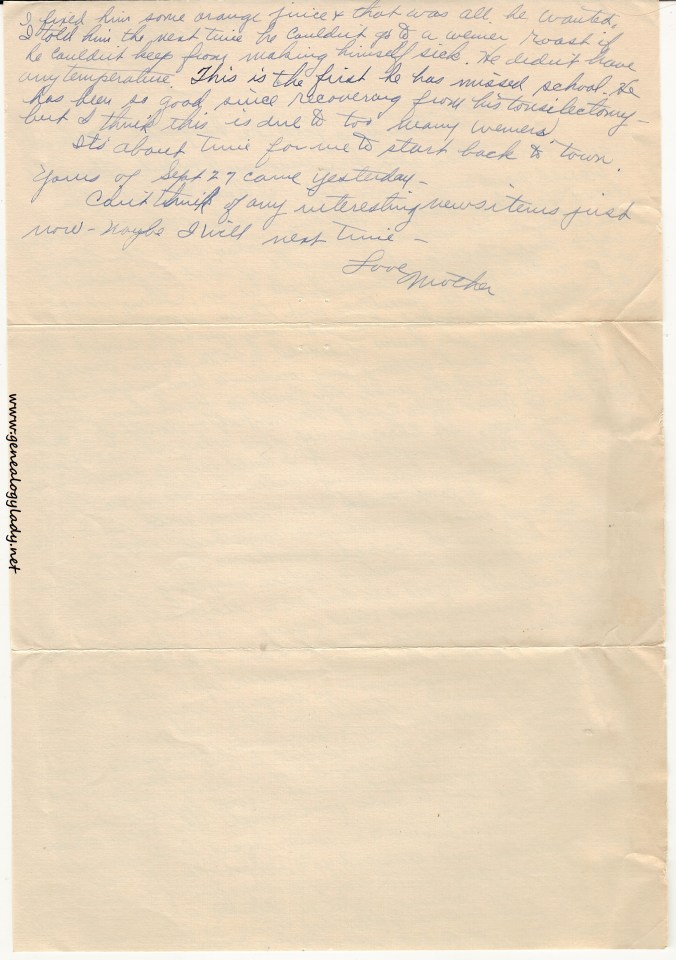 I fixed him some orange juice & that was all he wanted.
I told him the next time he couldn't go to a weiner roast if
he couldn't keep from making himself sick. He didn't have
any temperature. This is the first he has missed school. He
has been so good since recovering from his tonsilectomy -
but I think this is due to too many weiners
It's about time for me to start back to town.
Yours of Sept 27 came yesterday -
Can't think of any interesting news items just
now - maybe I will next time -
Love, Mother
www.genealogylady.net